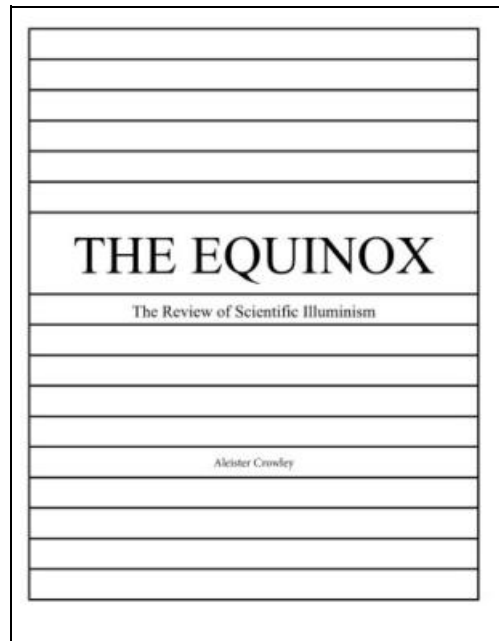 THE EQUINOX
The Review of Scientific Illuminism
Aleister Crowley